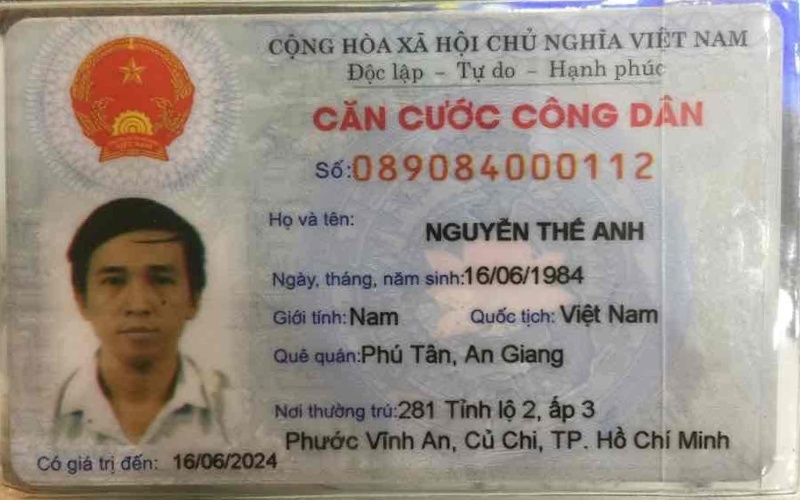 CỘNG HÒA XÃ HỘI CHỦ NGHĨA VIỆT NAM
Độc lập – Tự do – Hạnh phúc
CĂN CƯỚC CÔNG DÂN
Số: 089084000112
Họ và tên: NGUYỄN THẾ ANH
Ngày, tháng, năm sinh: 16/06/1984
Giới tính: Nam Quốc tịch: Việt Nam
Quê quán: Phú Tân, An Giang
Nơi thường trú: 281 Tỉnh lộ 2, ấp 3
Phước Vĩnh An, Củ Chi, TP. Hồ Chí Minh
Có giá trị đến: 16/06/2024